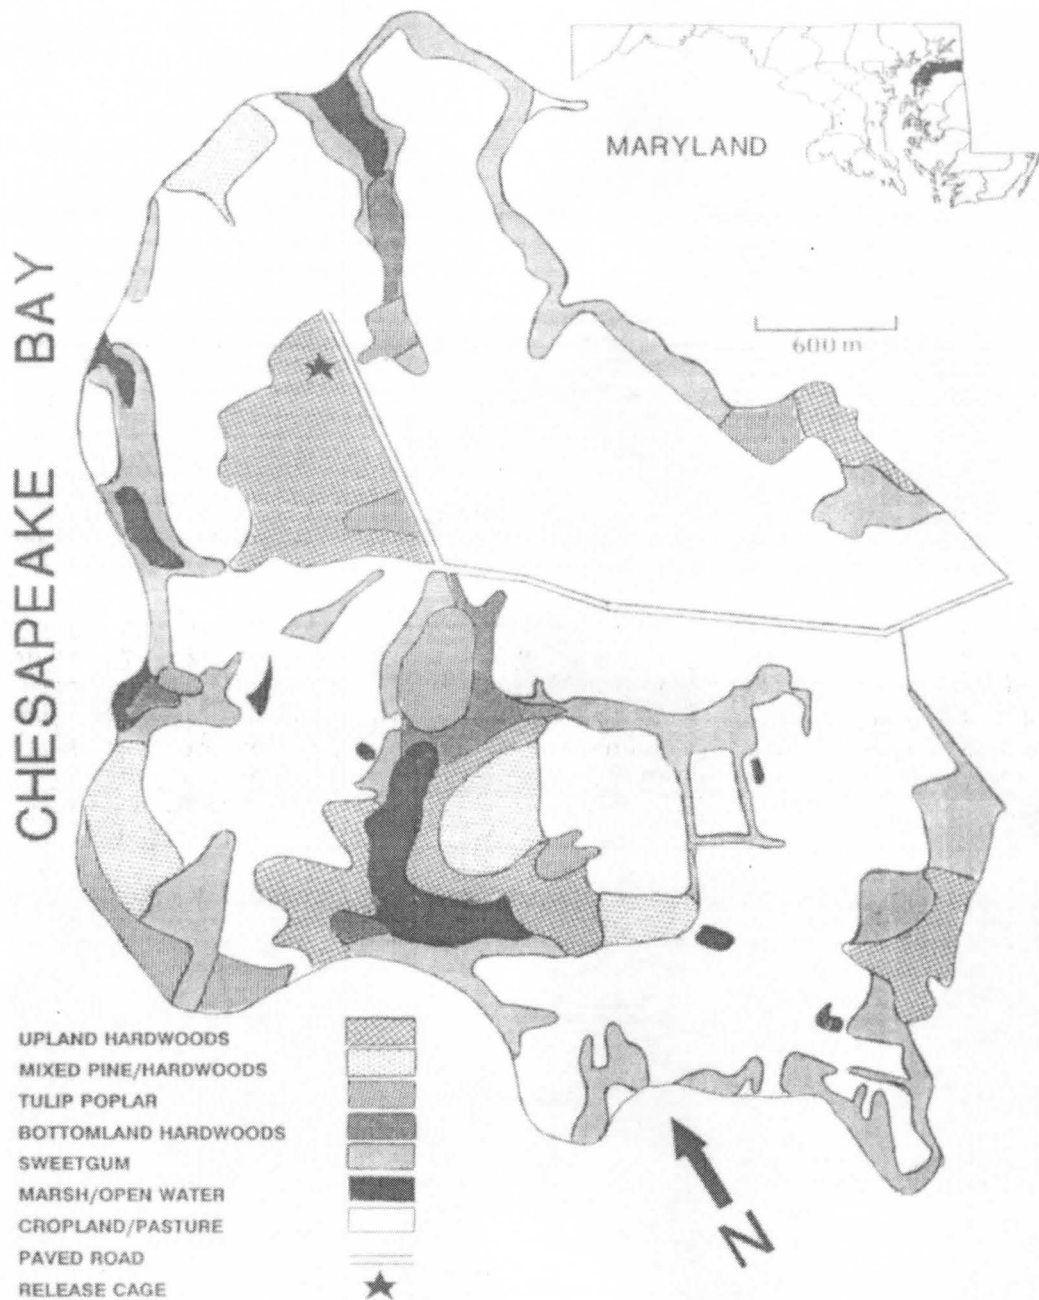 MARYLAND
CHESAPEAKE BAY
600 m
UPLAND HARDWOODS
MIXED PINE/HARDWOODS
TULIP POPLAR
BOTTOMLAND HARDWOODS
SWEETGUM
MARSH/OPEN WATER
CROPLAND/PASTURE
PAVED ROAD
RELEASE CAGE
N